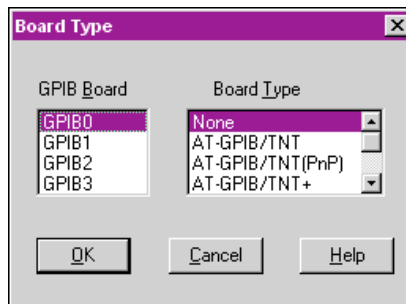 Board Type
GPIB Board
Board Type
GPIB0
GPIB1
GPIB2
GPIB3
None
AT-GPIB/TNT
AT-GPIB/TNT(PnP)
AT-GPIB/TNT+
OK
Cancel
Help